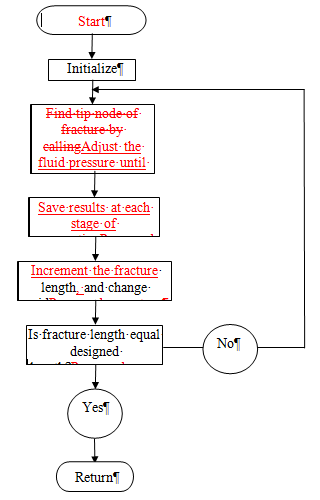 Start¶
Initialize¶
Find·tip·node·of·
fracture·by·
callingAdjust·the·
fluid·pressure·until·
Save·results·at·each·
stage·of·
Increment·the·fracture·
length,·and·change·
Is·fracture·length·equal·
designed·
No¶
Yes¶
Return¶